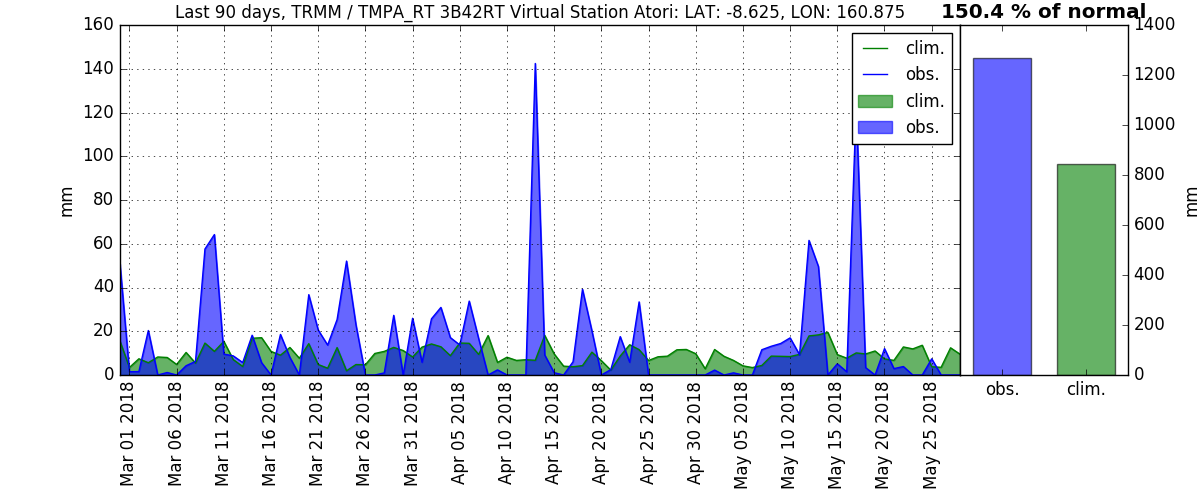 Last 90 days, TRMM / TMPA_RT 3B42RT Virtual Station Atori: LAT: -8.625, LON: 160.875
150.4 % of normal
160
140
120
100
80
60
40
20
0
mm
clim.
obs.
clim.
obs.
Mar 01 2018
Mar 06 2018
Mar 11 2018
Mar 16 2018
Mar 21 2018
Mar 26 2018
Mar 31 2018
Apr 05 2018
Apr 10 2018
Apr 15 2018
Apr 20 2018
Apr 25 2018
Apr 30 2018
May 05 2018
May 10 2018
May 15 2018
May 20 2018
May 25 2018
1400
1200
1000
800
600
400
200
0
mm
obs.
clim.